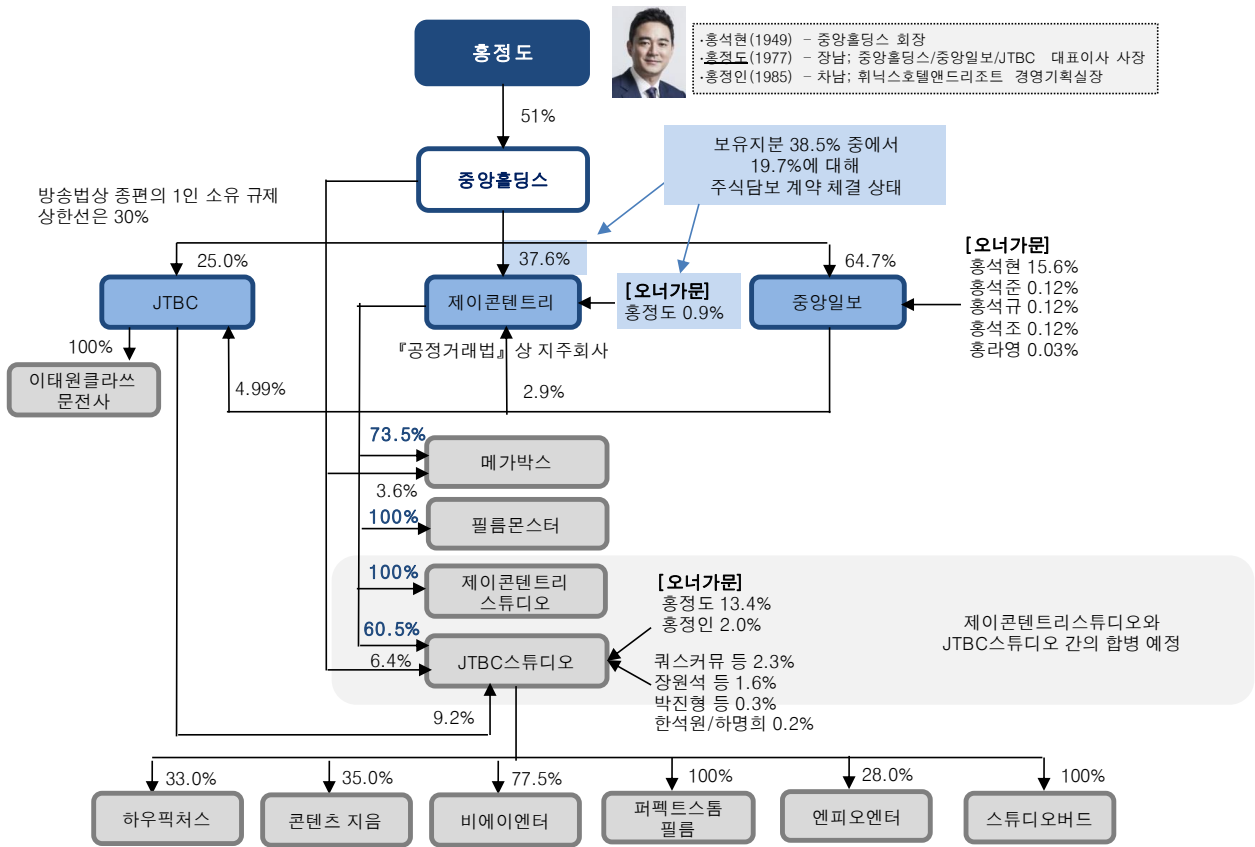 홍정도
·홍석현(1949) – 중앙홀딩스 회장
·홍정도(1977) – 장남; 중앙홀딩스/중앙일보/JTBC 대표이사 사장
·홍정인(1985) – 차남; 휘닉스호텔앤드리조트 경영기획실장
51%
보유지분 38.5% 중에서
19.7%에 대해
주식담보 계약 체결 상태
중앙홀딩스
방송법상 종편의 1인 소유 규제
상한선은 30%
25.0%
37.6%
64.7%
[오너가문]
홍석현 15.6%
홍석준 0.12%
홍석규 0.12%
홍석조 0.12%
홍라영 0.03%
JTBC
제이콘텐트리
[오너가문]
홍정도 0.9%
중앙일보
100%
『공정거래법』상 지주회사
이태원클라쓰
문전사
4.99%
2.9%
73.5%
메가박스
3.6%
100%
필름몬스터
100%
제이콘텐트리
스튜디오
[오너가문]
홍정도 13.4%
홍정인 2.0%
제이콘텐트리스튜디오와
JTBC스튜디오 간의 합병 예정
60.5%
6.4%
JTBC스튜디오
쿼스커뮤 등 2.3%
장원석 등 1.6%
박진형 등 0.3%
한석원/하명희 0.2%
9.2%
33.0%
35.0%
77.5%
100%
28.0%
100%
하우픽처스
콘텐츠 지음
비에이엔터
퍼펙트스톰
필름
엔피오엔터
스튜디오버드